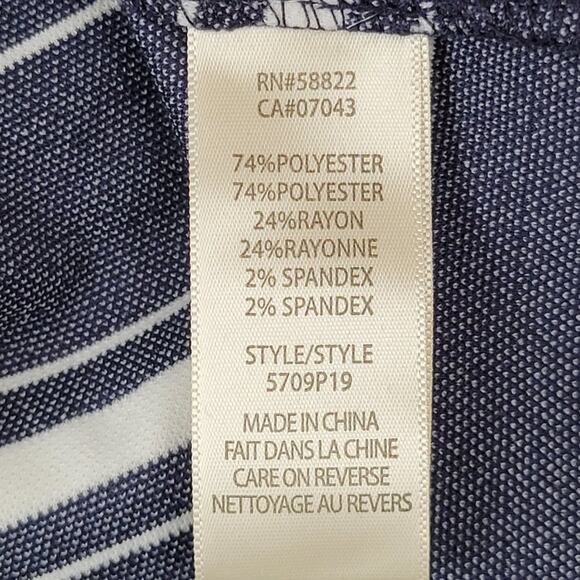 RN#58822
CA#07043
74%POLYESTER
74%POLYESTER
24%RAYON
24%RAYONNE
2% SPANDEX
2% SPANDEX
STYLE/STYLE
5709P19
MADE IN CHINA
FAIT DANS LA CHINE
CARE ON REVERSE
NETTOYAGE AU REVERS